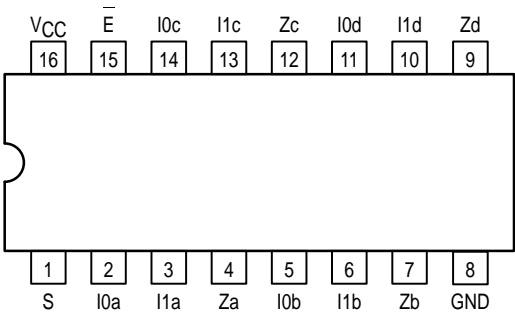 VCC E̅ I0c I1c Zc I0d I1d Zd
16 15 14 13 12 11 10 9
1 2 3 4 5 6 7 8
S I0a I1a Za I0b I1b Zb GND